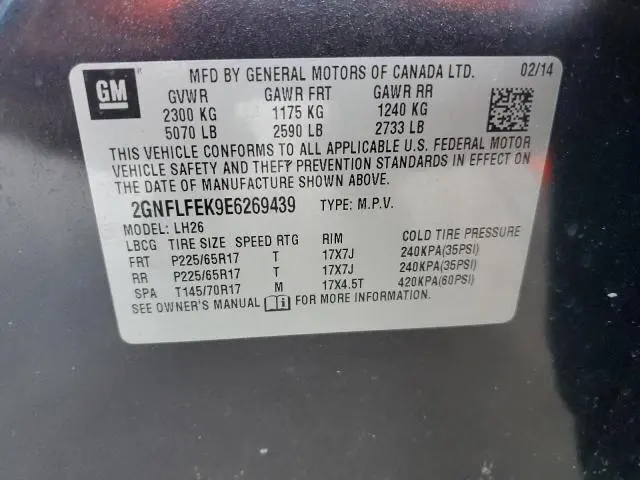 GM
MFD BY GENERAL MOTORS OF CANADA LTD. 02/14
GVWR GAWR FRT GAWR RR
2300 KG 1175 KG 1240 KG
5070 LB 2590 LB 2733 LB
THIS VEHICLE CONFORMS TO ALL APPLICABLE U.S. FEDERAL MOTOR
VEHICLE SAFETY AND THEFT PREVENTION STANDARDS IN EFFECT ON
THE DATE OF MANUFACTURE SHOWN ABOVE.
2GNFLFEK9E6269439 TYPE: M.P.V.
MODEL: LH26
LBCG TIRE SIZE SPEED RTG RIM COLD TIRE PRESSURE
FRT P225/65R17 T 17X7J 240KPA(35PSI)
RR P225/65R17 T 17X7J 240KPA(35PSI)
SPA T145/70R17 M 17X4.5T 420KPA(60PSI)
SEE OWNER'S MANUAL FOR MORE INFORMATION.